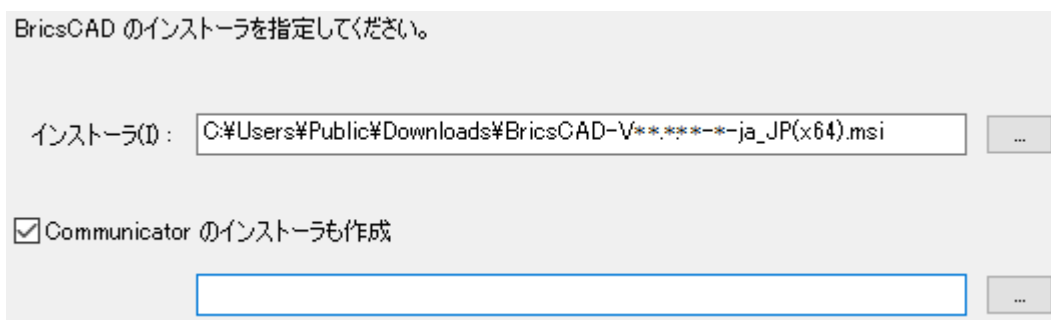 BricsCAD のインストーラを指定してください。
インストーラ(I) : C:¥Users¥Public¥Downloads¥BricsCAD-V**.***-*-ja_JP(x64).msi ...
Communicator のインストーラも作成
...